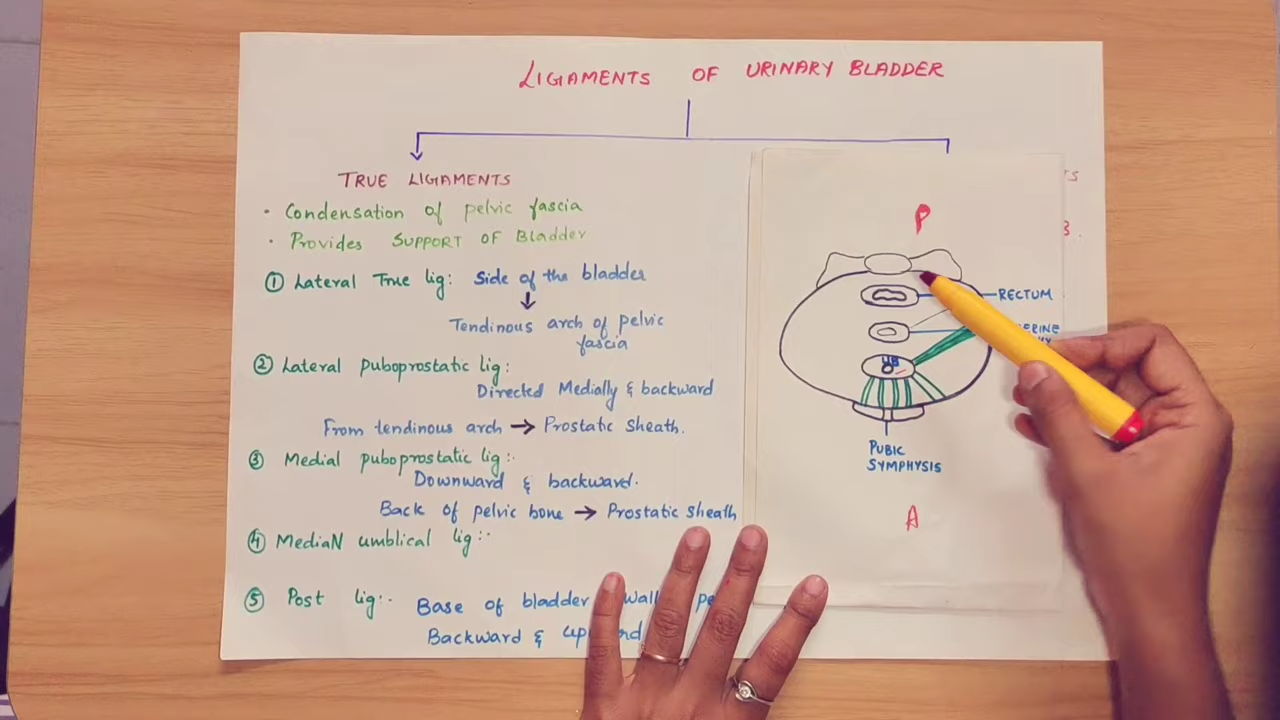 LIGAMENTS OF URINARY BLADDER
TRUE LIGAMENTS
• Condensation of pelvic fascia
• Provides SUPPORT OF Bladder
① Lateral True lig: Side of the bladder
↓
Tendinous arch of pelvic
fascia
② Lateral puboprostatic lig:
Directed Medially & backward
From tendinous arch → Prostatic Sheath.
③ Medial puboprostatic lig:-
Downward & backward.
Back of pelvic bone → Prostatic Sheath
④ MediaN umblical lig:-
⑤ Post lig:- Base of bladder wall
Backward &
P
RECTUM
UB
PUBIC
SYMPHYSIS
A